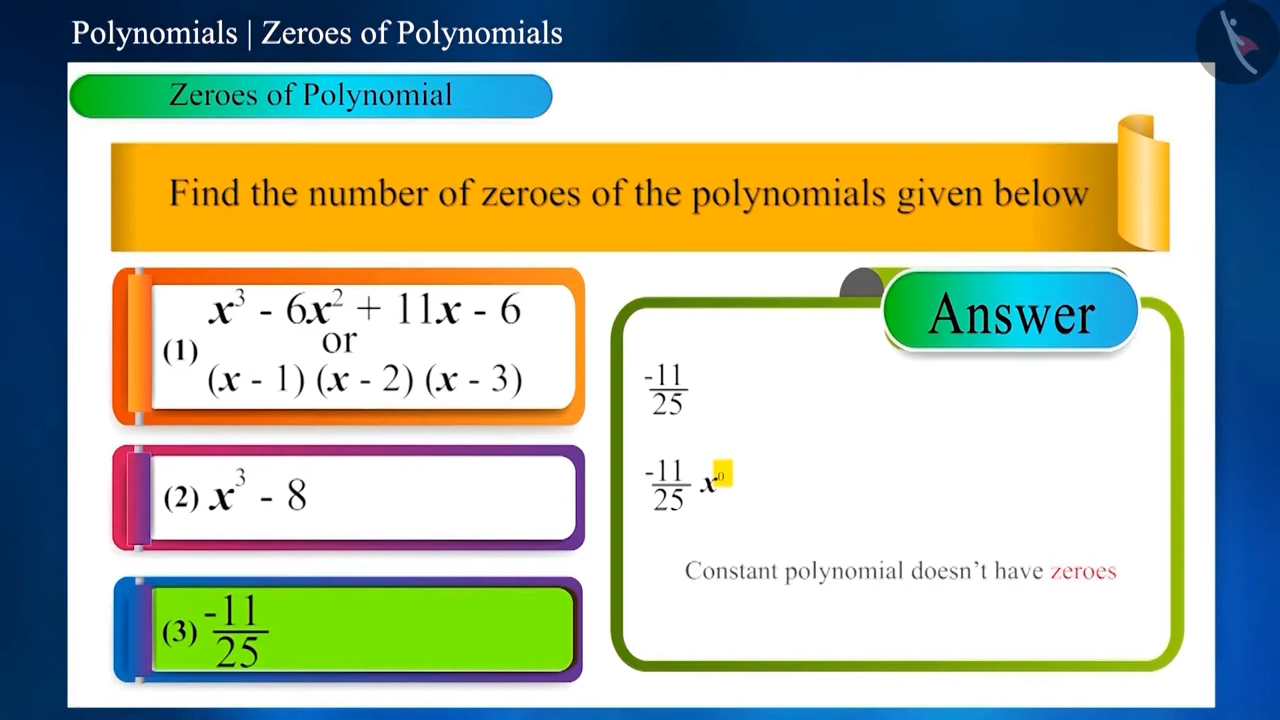 Polynomials | Zeroes of Polynomials
Zeroes of Polynomial
Find the number of zeroes of the polynomials given below
(1) x³ - 6x² + 11x - 6
or
(x - 1) (x - 2) (x - 3)
(2) x³ - 8
(3) -11/25
Answer
-11/25
-11/25 x⁰
Constant polynomial doesn't have zeroes